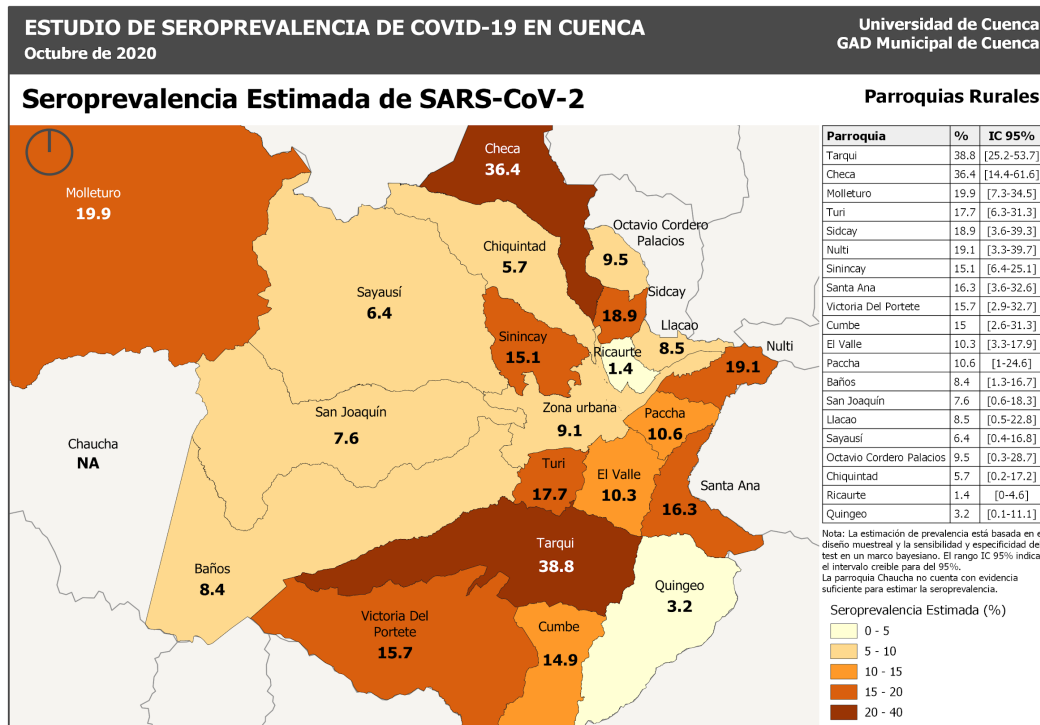 ESTUDIO DE SEROPREVALENCIA DE COVID-19 EN CUENCA
Octubre de 2020
Universidad de Cuenca
GAD Municipal de Cuenca
Seroprevalencia Estimada de SARS-CoV-2
Parroquias Rurales
Molleturo
19.9
Checa
36.4
Octavio Cordero
Palacios
9.5
Chiquintad
5.7
Sayausí
6.4
Sidcay
18.9
Sinincay
15.1
Llacao
8.5
Ricaurte
1.4
Nulti
19.1
San Joaquín
7.6
Zona urbana
9.1
Paccha
10.6
Chaucha
NA
Turi
17.7
El Valle
10.3
Santa Ana
16.3
Tarqui
38.8
Baños
8.4
Quingeo
3.2
Victoria Del
Portete
15.7
Cumbe
14.9
Parroquia % IC 95%
Tarqui 38.8 [25.2-53.7]
Checa 36.4 [14.4-61.6]
Molleturo 19.9 [7.3-34.5]
Turi 17.7 [6.3-31.3]
Sidcay 18.9 [3.6-39.3]
Nulti 19.1 [3.3-39.7]
Sinincay 15.1 [6.4-25.1]
Santa Ana 16.3 [3.6-32.6]
Victoria Del Portete 15.7 [2.9-32.7]
Cumbe 15 [2.6-31.3]
El Valle 10.3 [3.3-17.9]
Paccha 10.6 [1-24.6]
Baños 8.4 [1.3-16.7]
San Joaquín 7.6 [0.6-18.3]
Llacao 8.5 [0.5-22.8]
Sayausí 6.4 [0.4-16.8]
Octavio Cordero Palacios 9.5 [0.3-28.7]
Chiquintad 5.7 [0.2-17.2]
Ricaurte 1.4 [0-4.6]
Quingeo 3.2 [0.1-11.1]
Nota: La estimación de prevalencia está basada en e
diseño muestreal y la sensibilidad y especificidad del
test en un marco bayesiano. El rango IC 95% indica
el intervalo creible para del 95%.
La parroquia Chaucha no cuenta con evidencia
suficiente para estimar la seroprevalencia.
Seroprevalencia Estimada (%)
0 - 5
5 - 10
10 - 15
15 - 20
20 - 40